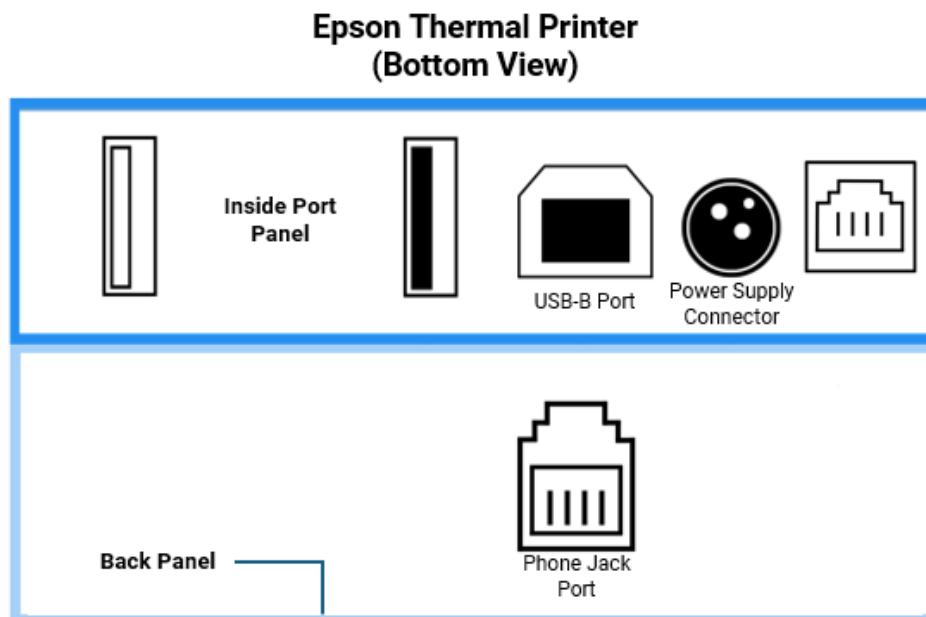 Epson Thermal Printer
(Bottom View)
Inside Port
Panel
USB-B Port
Power Supply
Connector
Phone Jack
Port
Back Panel